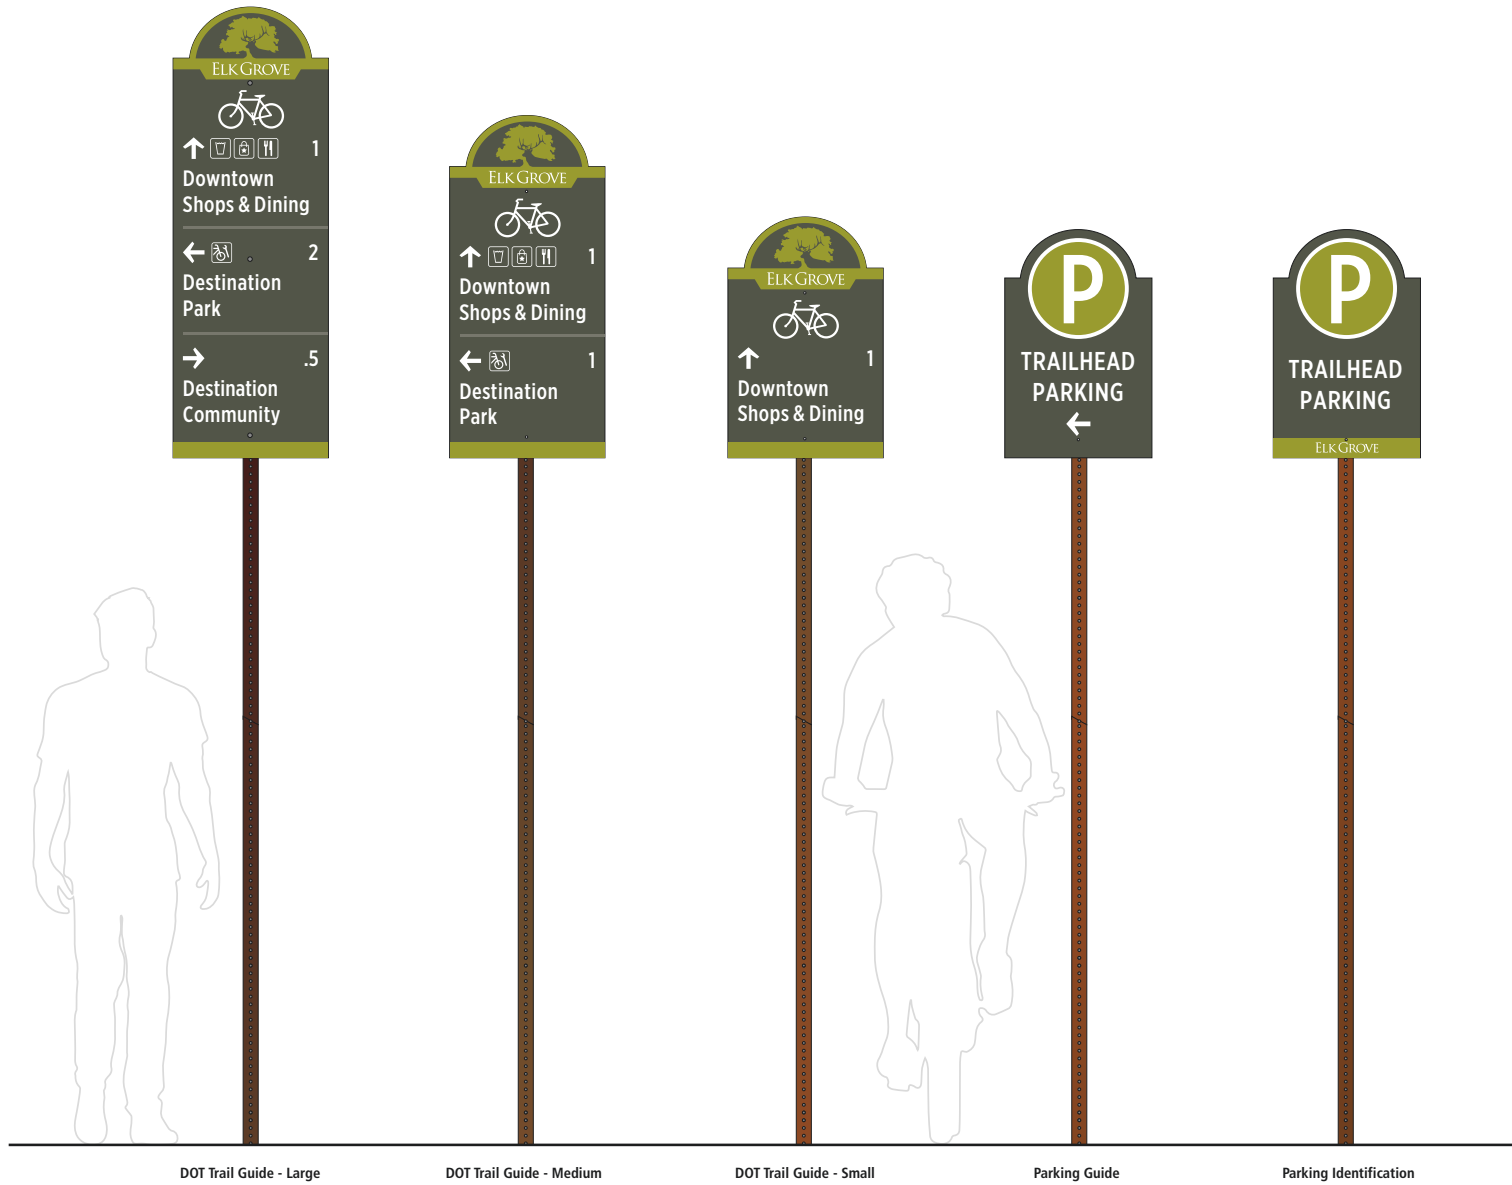 ELK GROVE
1
Downtown
Shops & Dining
2
Destination
Park
.5
Destination
Community
ELK GROVE
1
Downtown
Shops & Dining
1
Destination
Park
ELK GROVE
1
Downtown
Shops & Dining
P
TRAILHEAD
PARKING
P
TRAILHEAD
PARKING
ELK GROVE
DOT Trail Guide - Large
DOT Trail Guide - Medium
DOT Trail Guide - Small
Parking Guide
Parking Identification